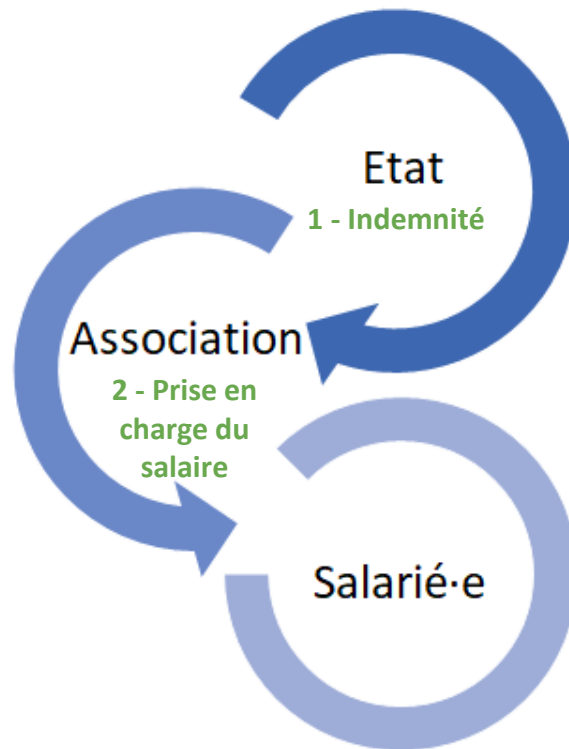 Etat
1 - Indemnité
Association
2 - Prise en
charge du
salaire
Salarié·e